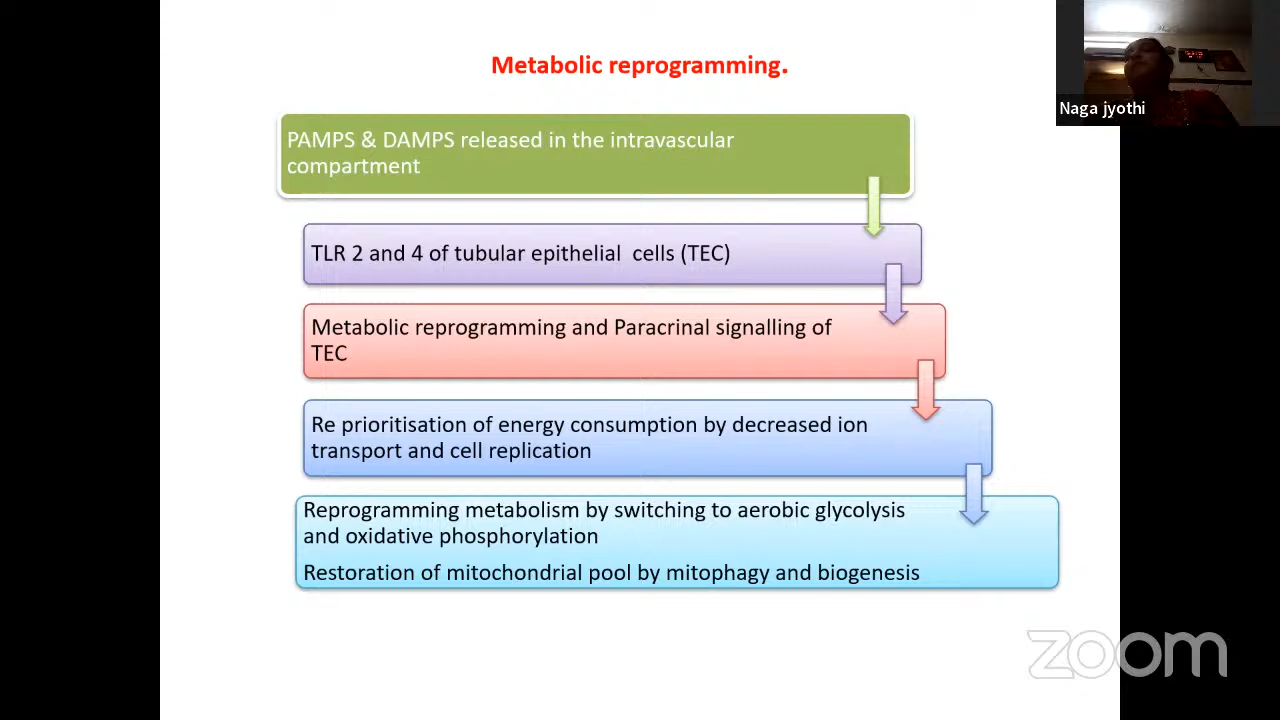 Metabolic reprogramming.
Naga jyothi
PAMPS & DAMPS released in the intravascular
compartment
TLR 2 and 4 of tubular epithelial cells (TEC)
Metabolic reprogramming and Paracrinal signalling of
TEC
Re prioritisation of energy consumption by decreased ion
transport and cell replication
Reprogramming metabolism by switching to aerobic glycolysis
and oxidative phosphorylation
Restoration of mitochondrial pool by mitophagy and biogenesis
zoom